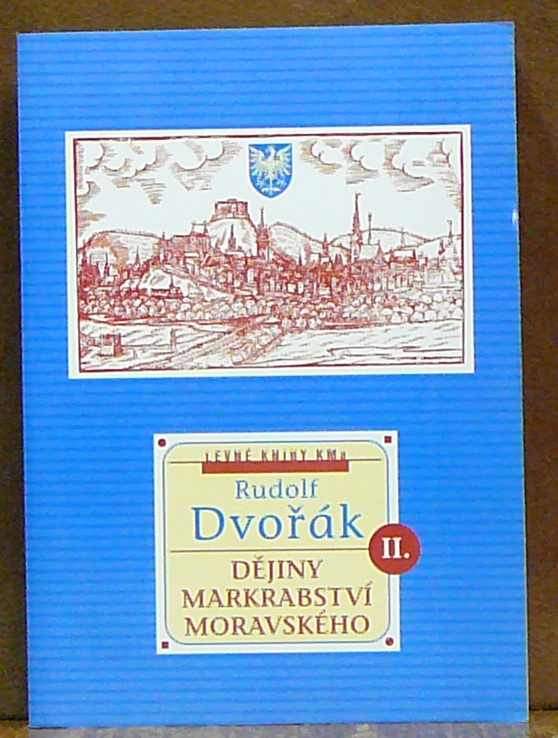 LEVNÉ KNIHY KMa
Rudolf
Dvořák
II.
DĚJINY
MARKRABSTVÍ
MORAVSKÉHO